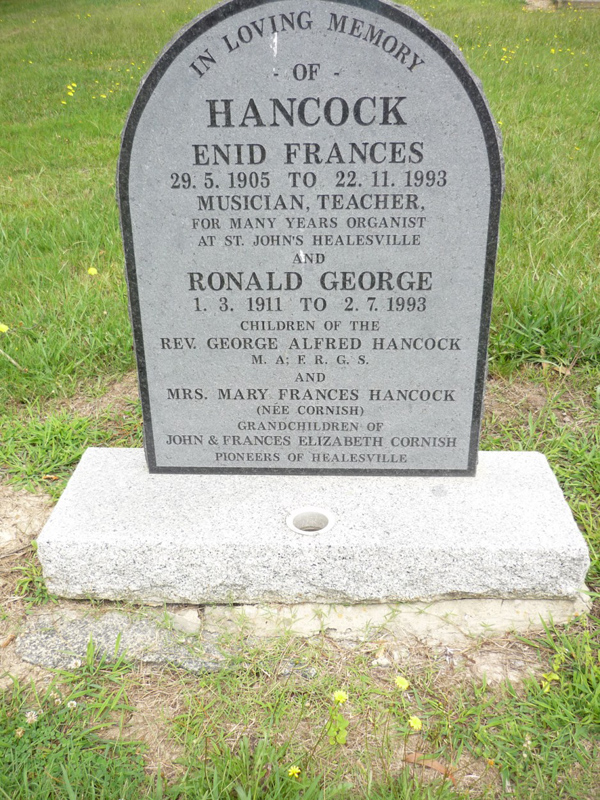 IN LOVING MEMORY
- OF -
HANCOCK
ENID FRANCES
29. 5. 1905 TO 22. 11. 1993
MUSICIAN, TEACHER,
FOR MANY YEARS ORGANIST
AT ST. JOHN'S HEALESVILLE
AND
RONALD GEORGE
1. 3. 1911 TO 2. 7. 1993
CHILDREN OF THE
REV. GEORGE ALFRED HANCOCK
M. A; F. R. G. S.
AND
MRS. MARY FRANCES HANCOCK
(NÉE CORNISH)
GRANDCHILDREN OF
JOHN & FRANCES ELIZABETH CORNISH
PIONEERS OF HEALESVILLE